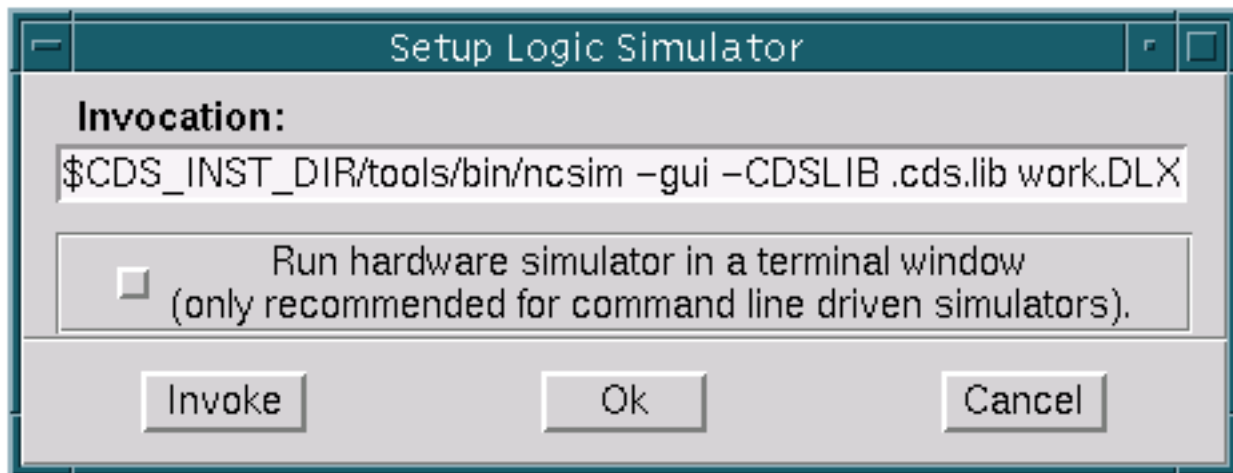 Setup Logic Simulator
Invocation:
$CDS_INST_DIR/tools/bin/ncsim –gui –CDSLIB .cds.lib work.DLX
Run hardware simulator in a terminal window
(only recommended for command line driven simulators).
Invoke Ok Cancel